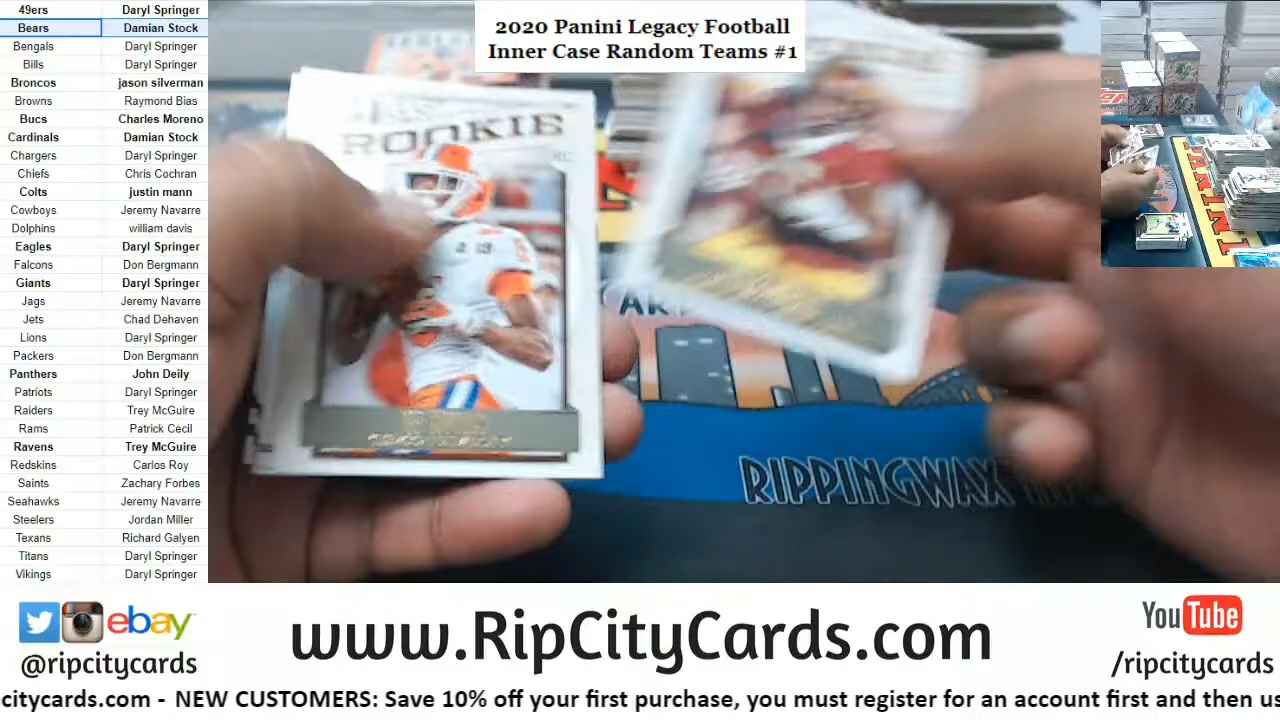 49ers Daryl Springer
Bears Damian Stock
Bengals Daryl Springer
Bills Daryl Springer
Broncos jason silverman
Browns Raymond Bias
Bucs Charles Moreno
Cardinals Damian Stock
Chargers Daryl Springer
Chiefs Chris Cochran
Colts justin mann
Cowboys Jeremy Navarre
Dolphins william davis
Eagles Daryl Springer
Falcons Don Bergmann
Giants Daryl Springer
Jags Jeremy Navarre
Jets Chad Dehaven
Lions Daryl Springer
Packers Don Bergmann
Panthers John Deily
Patriots Daryl Springer
Raiders Trey McGuire
Rams Patrick Cecil
Ravens Trey McGuire
Redskins Carlos Roy
Saints Zachary Forbes
Seahawks Jeremy Navarre
Steelers Jordan Miller
Texans Richard Galyen
Titans Daryl Springer
Vikings Daryl Springer
2020 Panini Legacy Football
Inner Case Random Teams #1
ROOKIE
RC
CAR
RIPPINGWAX
PANINI
ebay
@ripcitycards
www.RipCityCards.com
YouTube
/ripcitycards
citycards.com - NEW CUSTOMERS: Save 10% off your first purchase, you must register for an account first and then us